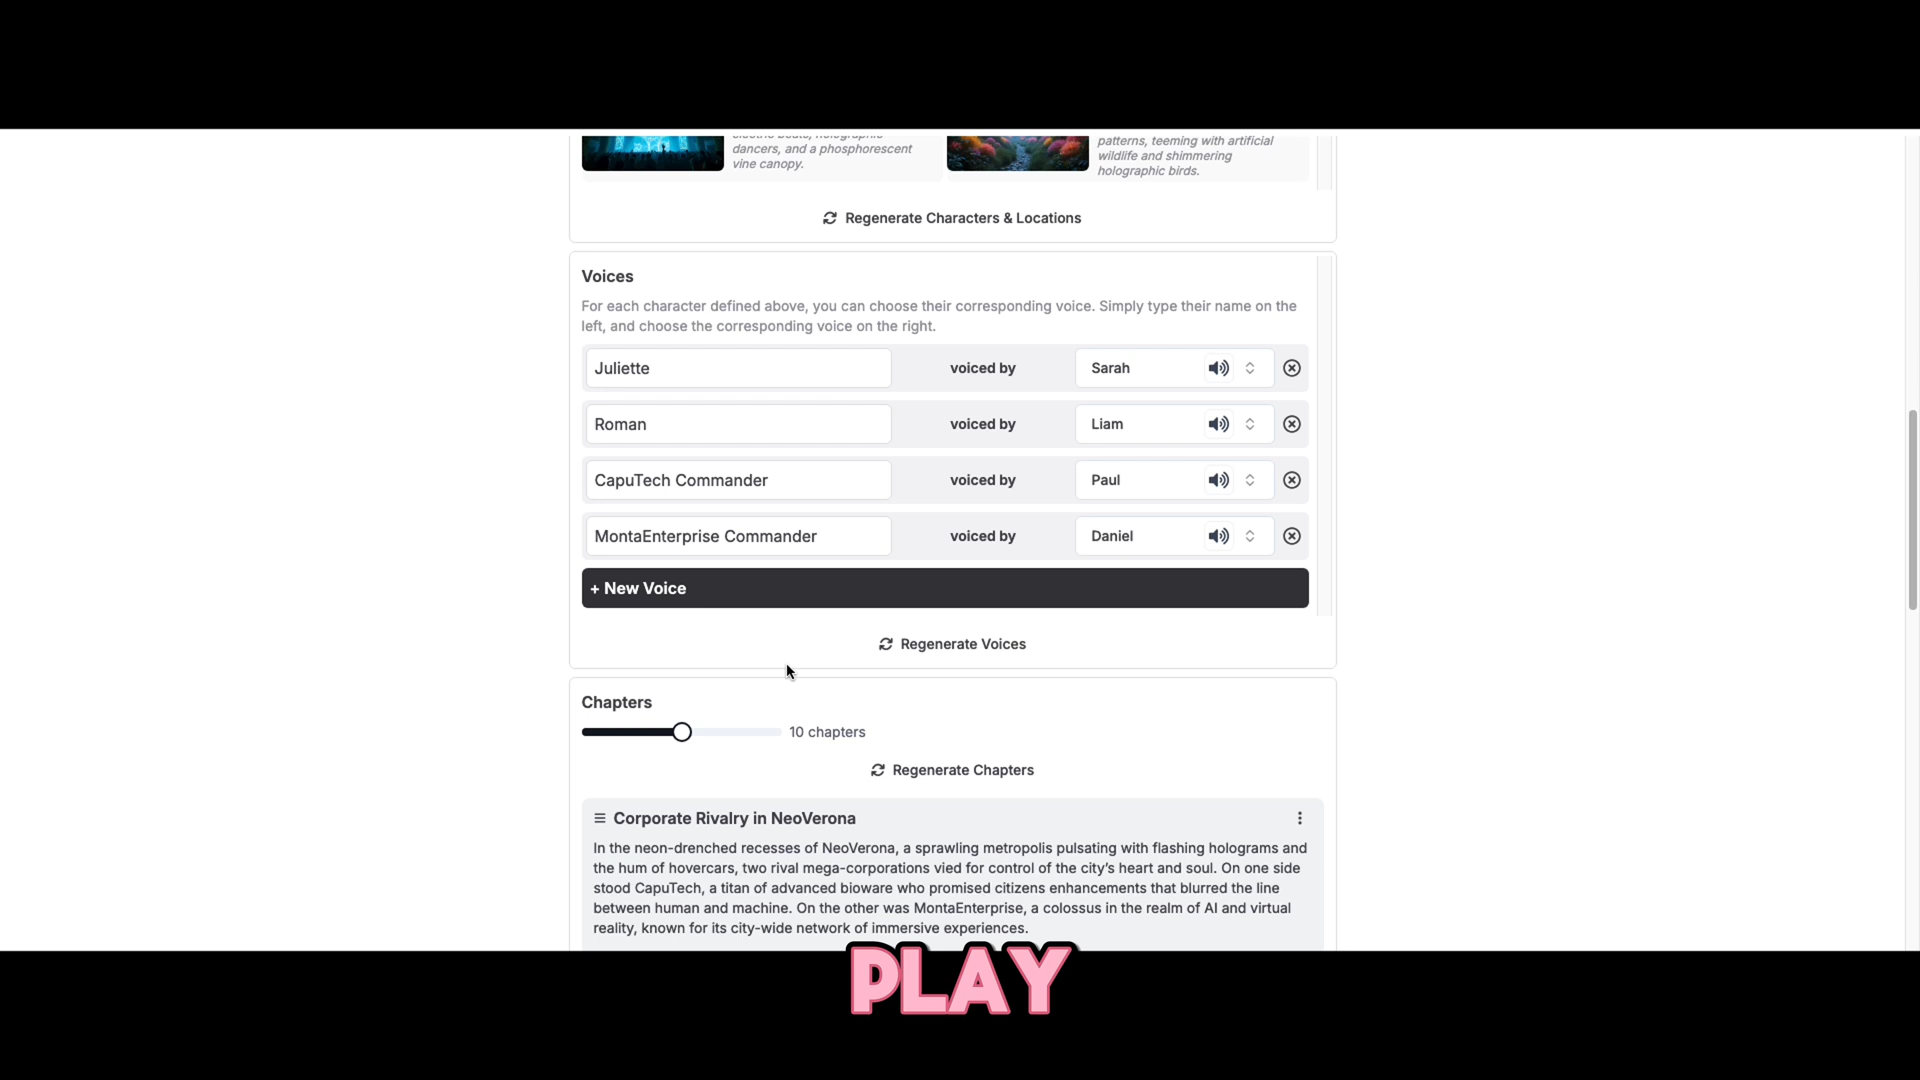 electric beats, holographic
dancers, and a phosphorescent
vine canopy.
patterns, teeming with artificial
wildlife and shimmering
holographic birds.
Regenerate Characters & Locations
Voices
For each character defined above, you can choose their corresponding voice. Simply type their name on the
left, and choose the corresponding voice on the right.
Juliette voiced by Sarah
Roman voiced by Liam
CapuTech Commander voiced by Paul
MontaEnterprise Commander voiced by Daniel
+ New Voice
Regenerate Voices
Chapters
10 chapters
Regenerate Chapters
Corporate Rivalry in NeoVerona
In the neon-drenched recesses of NeoVerona, a sprawling metropolis pulsating with flashing holograms and
the hum of hovercars, two rival mega-corporations vied for control of the city's heart and soul. On one side
stood CapuTech, a titan of advanced bioware who promised citizens enhancements that blurred the line
between human and machine. On the other was MontaEnterprise, a colossus in the realm of AI and virtual
reality, known for its city-wide network of immersive experiences.
PLAY